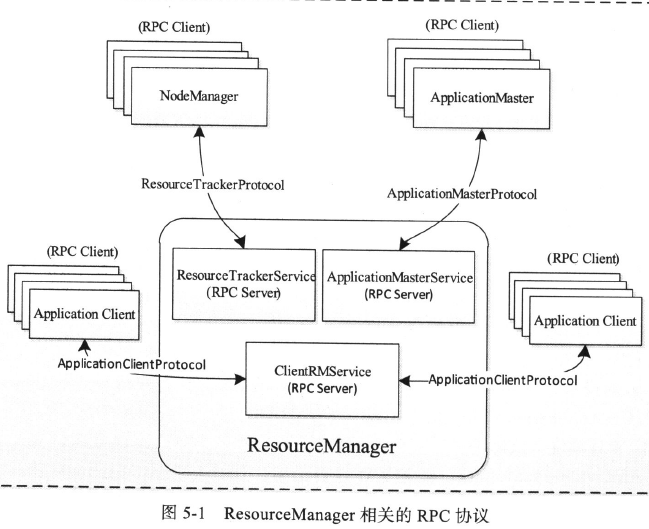 (RPC Client)
(RPC Client)
NodeManager
ApplicationMaster
ResourceTrackerProtocol
ApplicationMasterProtocol
(RPC Client)
(RPC Client)
ResourceTrackerService
(RPC Server)
ApplicationMasterService
(RPC Server)
Application Client
Application Client
ApplicationClientProtocol
ClientRMService
(RPC Server)
ApplicationClientProtocol
ResourceManager
图 5-1 ResourceManager 相关的 RPC 协议